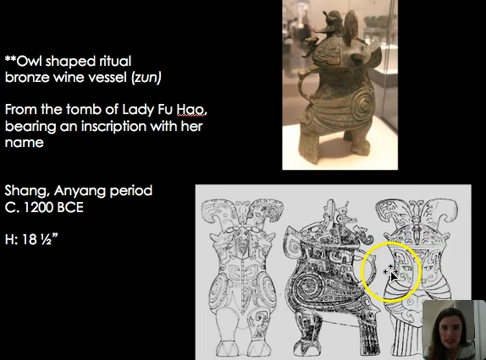 **Owl shaped ritual
bronze wine vessel (zun)
From the tomb of Lady Fu Hao,
bearing an inscription with her
name
Shang, Anyang period
C. 1200 BCE
H: 18 ½”